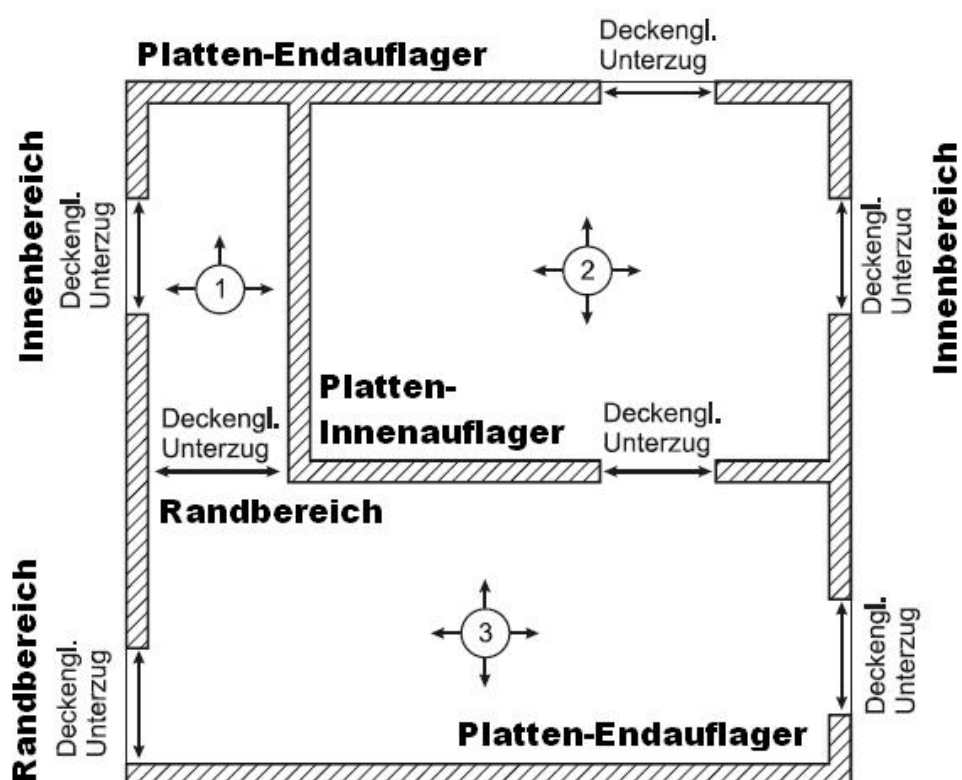 Deckengl.
Unterzug
Platten-Endauflager
Innenbereich
Deckengl.
Unterzug
1
2
Deckengl.
Unterzua
Innenbereich
Platten-
Innenauflager
Deckengl.
Unterzug
Deckengl.
Unterzug
Randbereich
Randbereich
Deckengl.
Unterzug
3
Deckengl.
Unterzug
Platten-Endauflager